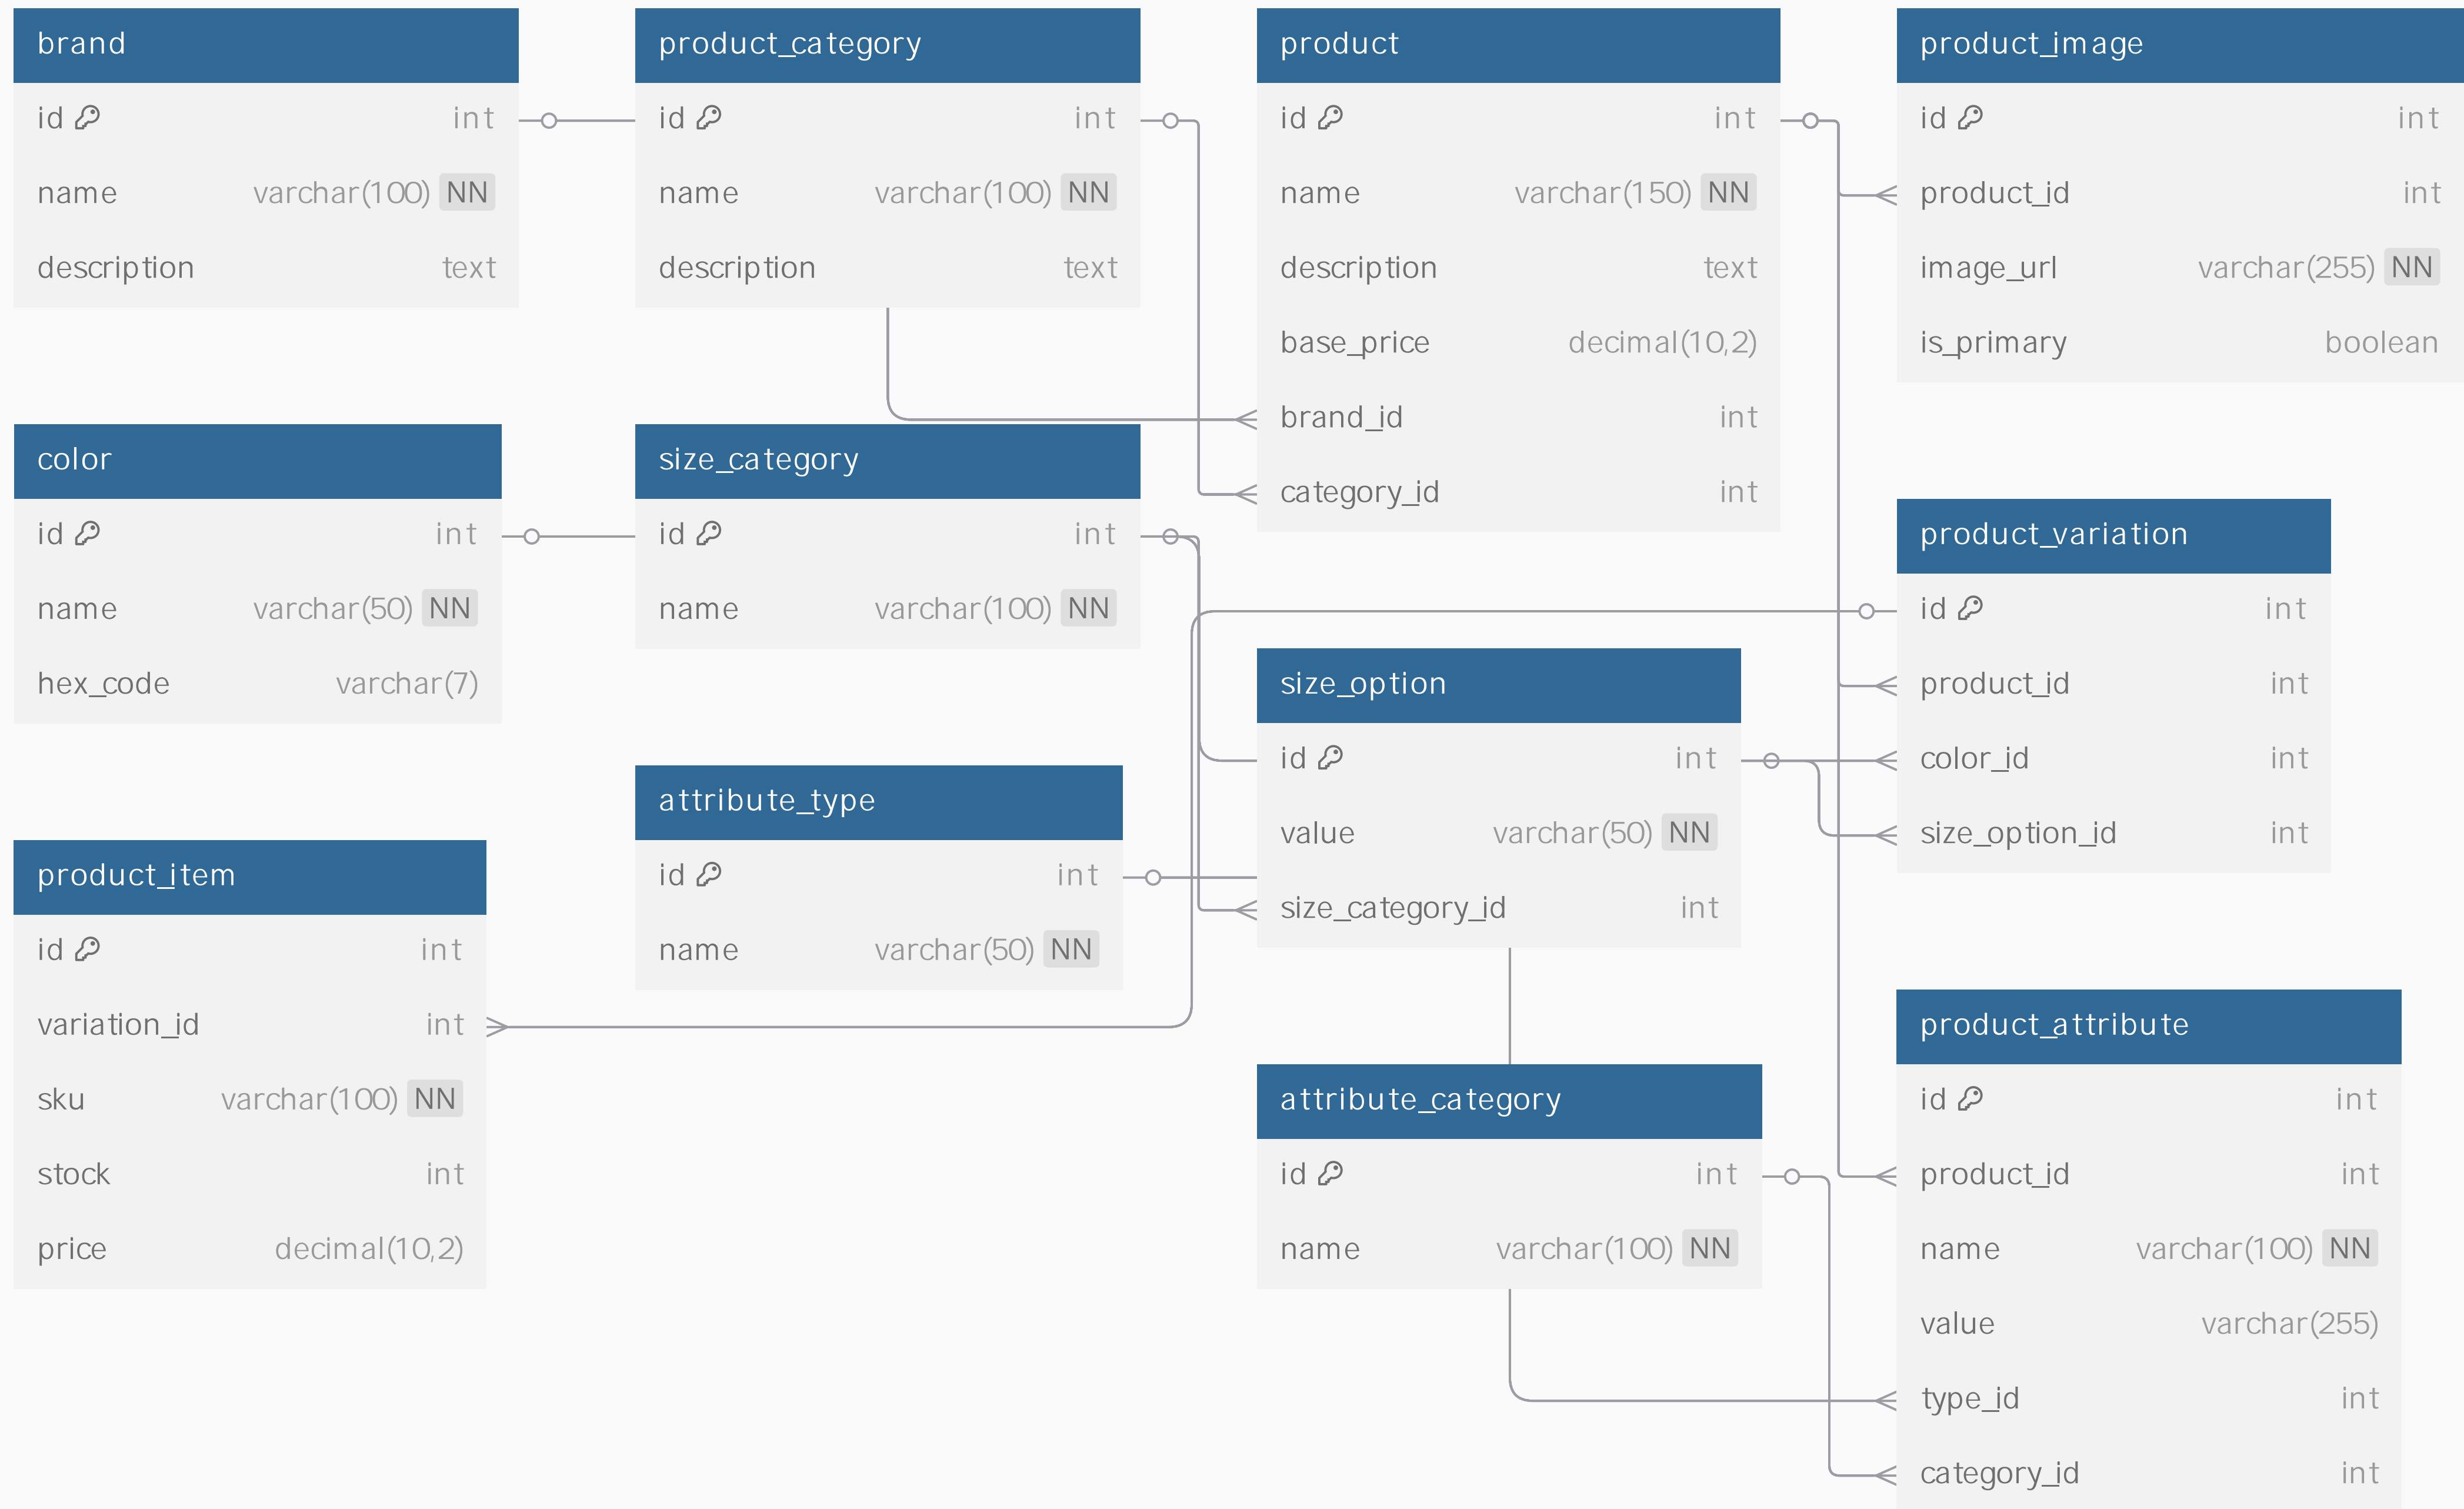 brand
id int
name varchar(100) NN
description text
product_category
id int
name varchar(100) NN
description text
product
id int
name varchar(150) NN
description text
base_price decimal(10,2)
brand_id int
category_id int
product_image
id int
product_id int
image_url varchar(255) NN
is_primary boolean
color
id int
name varchar(50) NN
hex_code varchar(7)
size_category
id int
name varchar(100) NN
product_variation
id int
product_id int
color_id int
size_option_id int
size_option
id int
value varchar(50) NN
size_category_id int
attribute_type
id int
name varchar(50) NN
product_item
id int
variation_id int
sku varchar(100) NN
stock int
price decimal(10,2)
attribute_category
id int
name varchar(100) NN
product_attribute
id int
product_id int
name varchar(100) NN
value varchar(255)
type_id int
category_id int